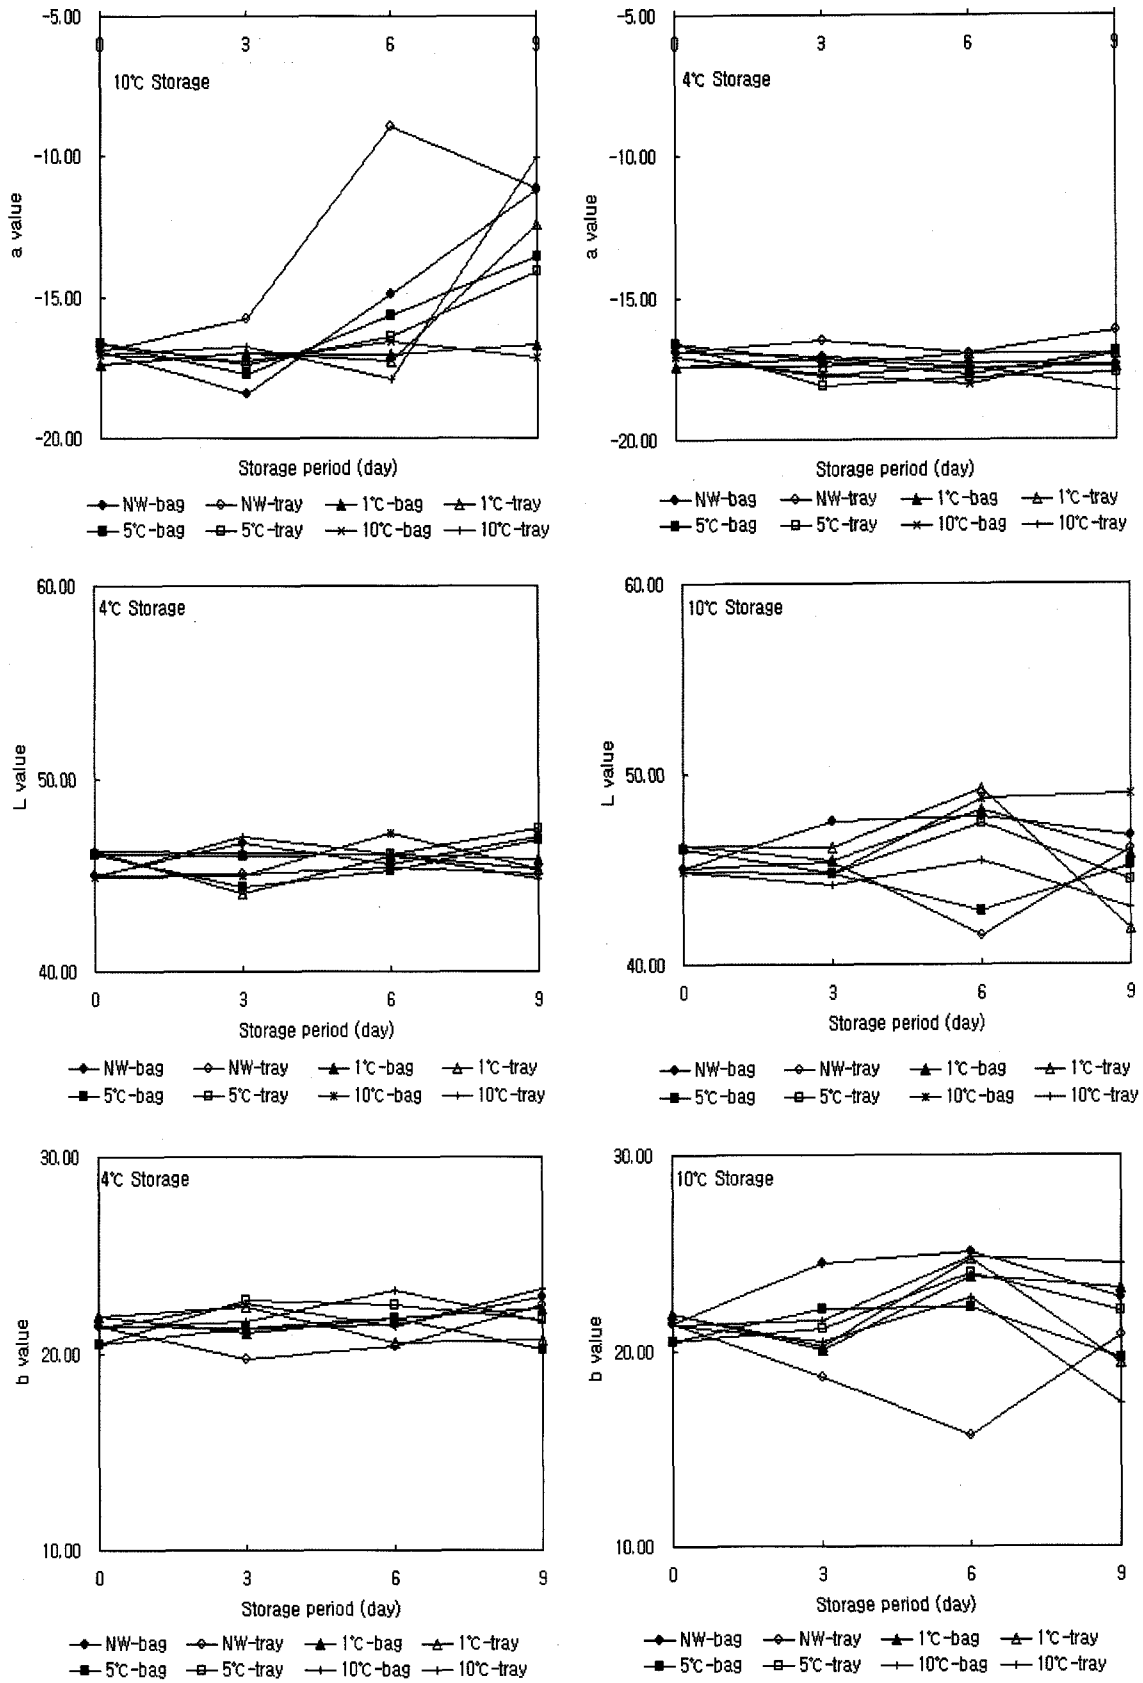 -5.00
0 3 6 9
10℃ Storage
-10.00
a value
-15.00
-20.00
Storage period (day)
NW-bag NW-tray 1℃-bag 1℃-tray
5℃-bag 5℃-tray 10℃-bag 10℃-tray
-5.00
0 3 6 9
4℃ Storage
-10.00
a value
-15.00
-20.00
Storage period (day)
NW-bag NW-tray 1℃-bag 1℃-tray
5℃-bag 5℃-tray 10℃-bag 10℃-tray
60.00
4℃ Storage
50.00
L value
40.00
0 3 6 9
Storage period (day)
NW-bag NW-tray 1℃-bag 1℃-tray
5℃-bag 5℃-tray 10℃-bag 10℃-tray
60.00
10℃ Storage
50.00
L value
40.00
0 3 6 9
Storage period (day)
NW-bag NW-tray 1℃-bag 1℃-tray
5℃-bag 5℃-tray 10℃-bag 10℃-tray
30.00
4℃ Storage
20.00
b value
10.00
0 3 6 9
Storage period (day)
NW-bag NW-tray 1℃-bag 1℃-tray
5℃-bag 5℃-tray 10℃-bag 10℃-tray
30.00
10℃ Storage
20.00
b value
10.00
0 3 6 9
Storage period (day)
NW-bag NW-tray 1℃-bag 1℃-tray
5℃-bag 5℃-tray 10℃-bag 10℃-tray